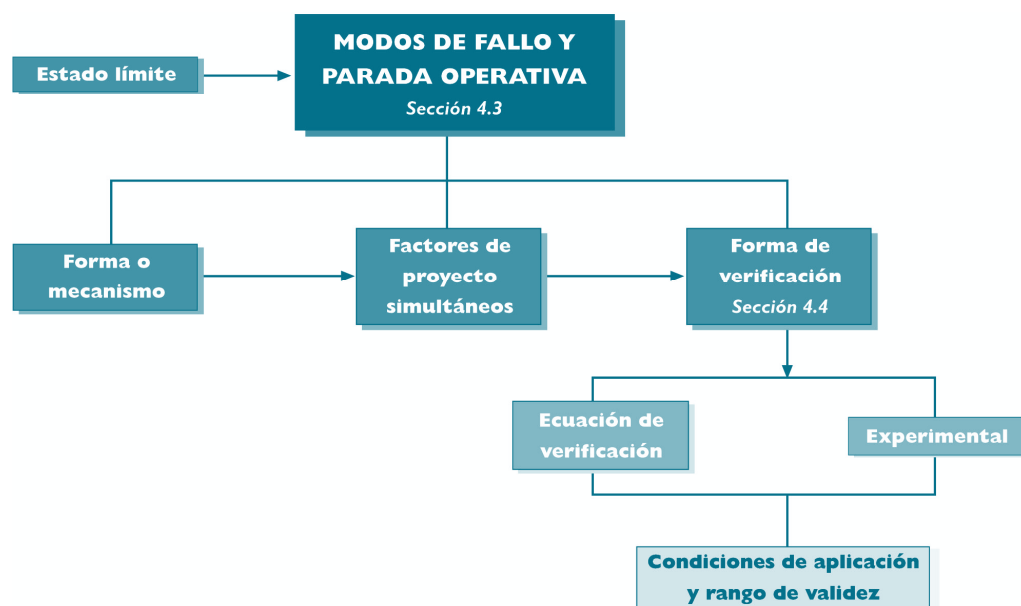 MODOS DE FALLO Y
PARADA OPERATIVA
Sección 4.3
Estado límite
Forma o
mecanismo
Factores de
proyecto
simultáneos
Forma de
verificación
Sección 4.4
Ecuación de
verificación
Experimental
Condiciones de aplicación
y rango de validez